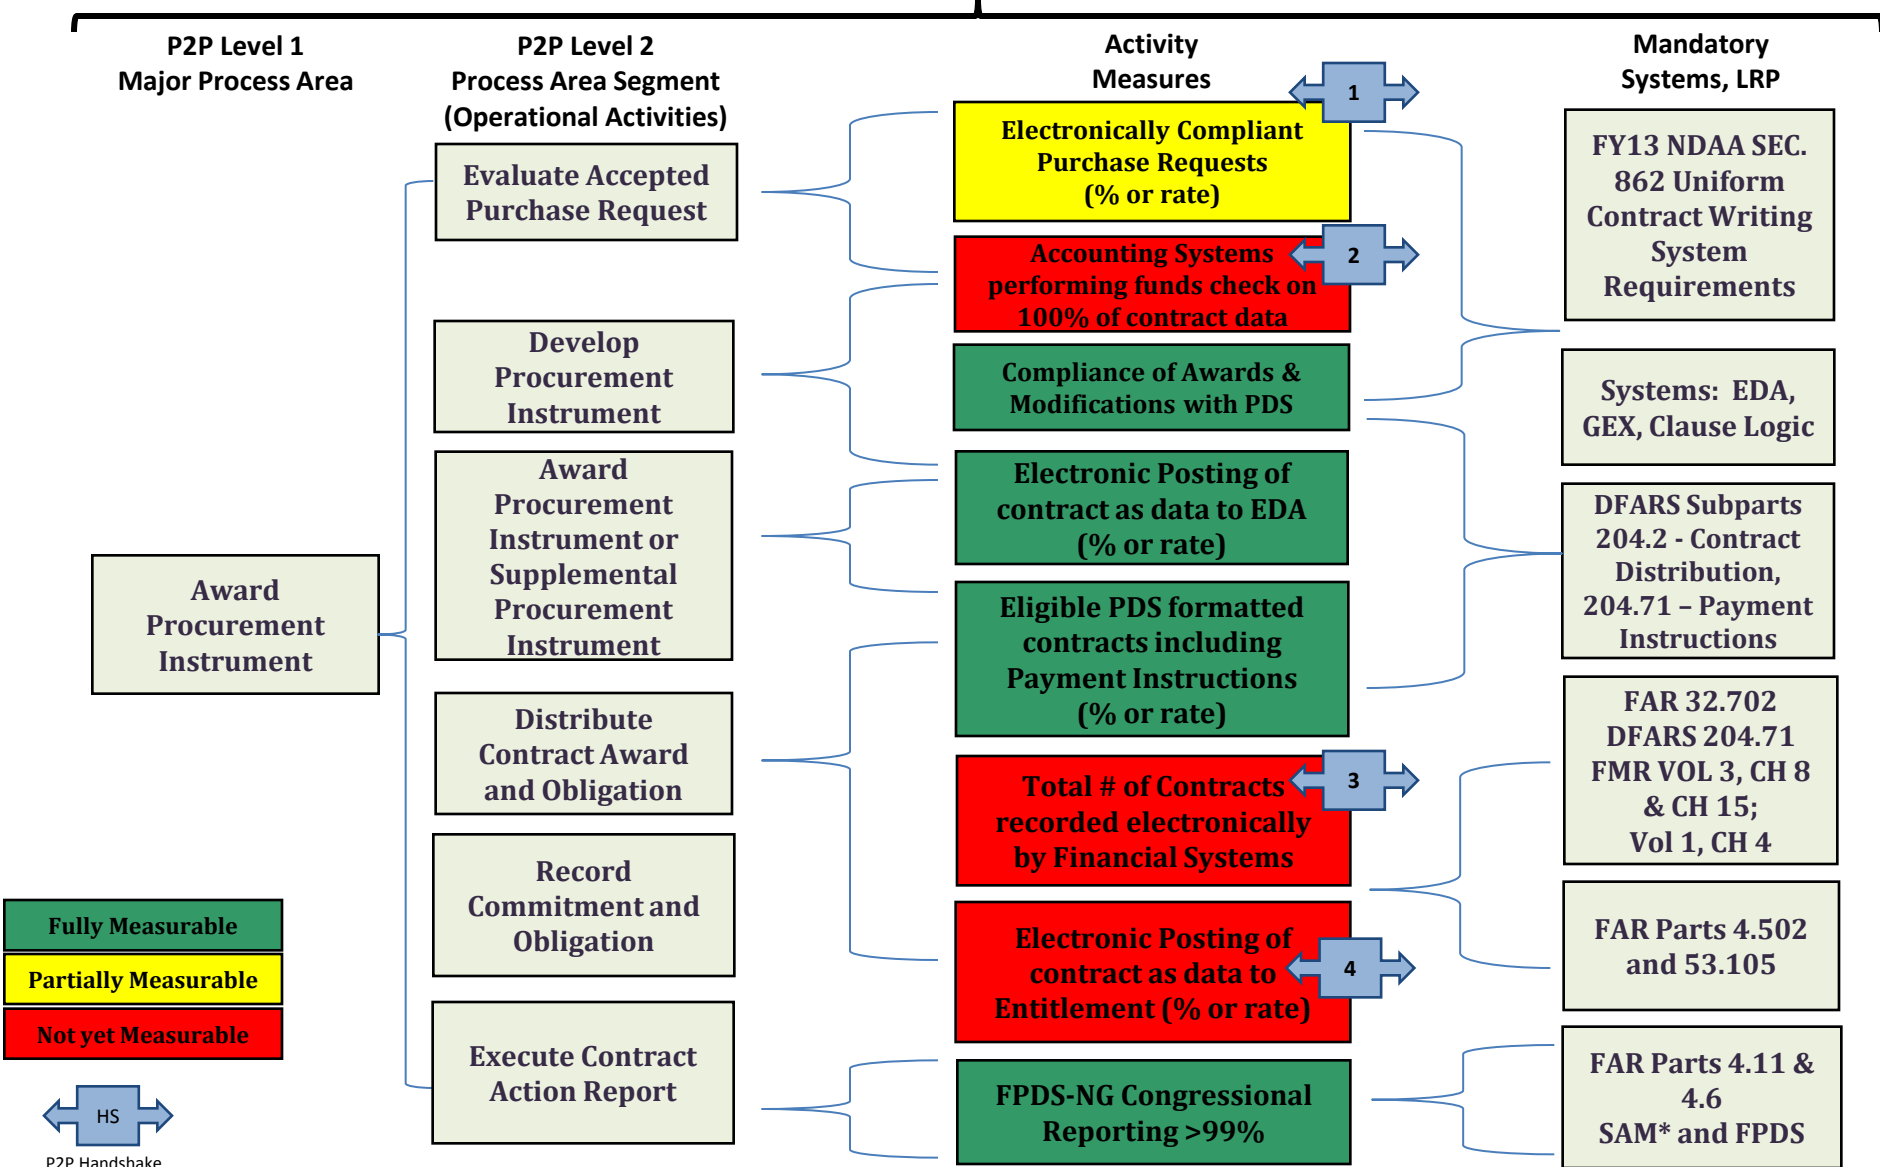 P2P Level 1
Major Process Area
P2P Level 2
Process Area Segment
(Operational Activities)
Activity
Measures
Mandatory
Systems, LRP
Award
Procurement
Instrument
Evaluate Accepted
Purchase Request
Develop
Procurement
Instrument
Award
Procurement
Instrument or
Supplemental
Procurement
Instrument
Distribute
Contract Award
and Obligation
Record
Commitment and
Obligation
Execute Contract
Action Report
1
Electronically Compliant
Purchase Requests
(% or rate)
2
Accounting Systems
performing funds check on
100% of contract data
Compliance of Awards &
Modifications with PDS
Electronic Posting of
contract as data to EDA
(% or rate)
Eligible PDS formatted
contracts including
Payment Instructions
(% or rate)
3
Total # of Contracts
recorded electronically
by Financial Systems
4
Electronic Posting of
contract as data to
Entitlement (% or rate)
FPDS-NG Congressional
Reporting >99%
FY13 NDAA SEC.
862 Uniform
Contract Writing
System
Requirements
Systems: EDA,
GEX, Clause Logic
DFARS Subparts
204.2 - Contract
Distribution,
204.71 – Payment
Instructions
FAR 32.702
DFARS 204.71
FMR VOL 3, CH 8
& CH 15;
Vol 1, CH 4
FAR Parts 4.502
and 53.105
FAR Parts 4.11 &
4.6
SAM* and FPDS
Fully Measurable
Partially Measurable
Not yet Measurable
HS
P2P Handshake